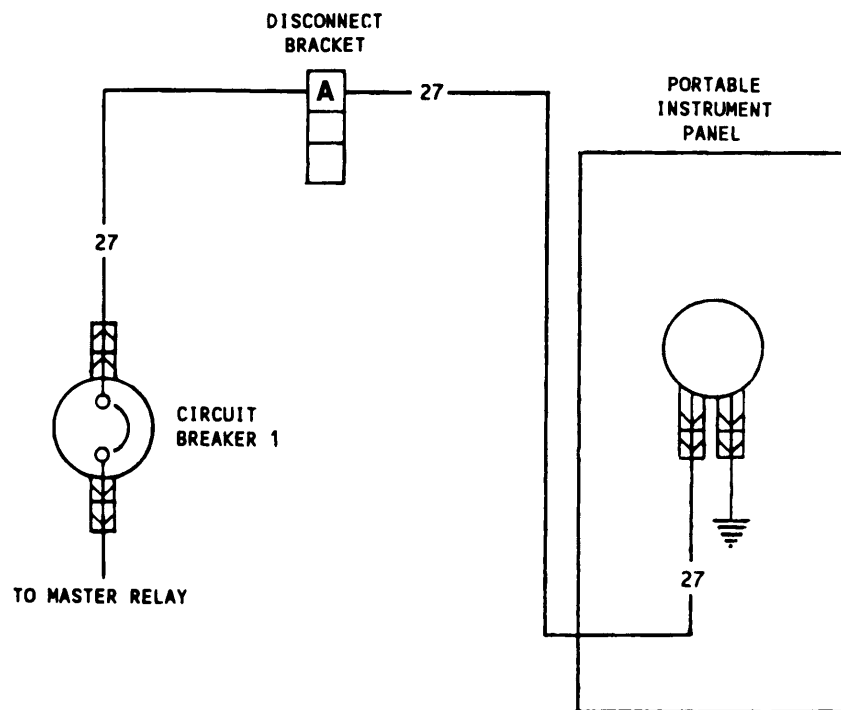 DISCONNECT
BRACKET
A
27
PORTABLE
INSTRUMENT
PANEL
27
CIRCUIT
BREAKER 1
27
TO MASTER RELAY